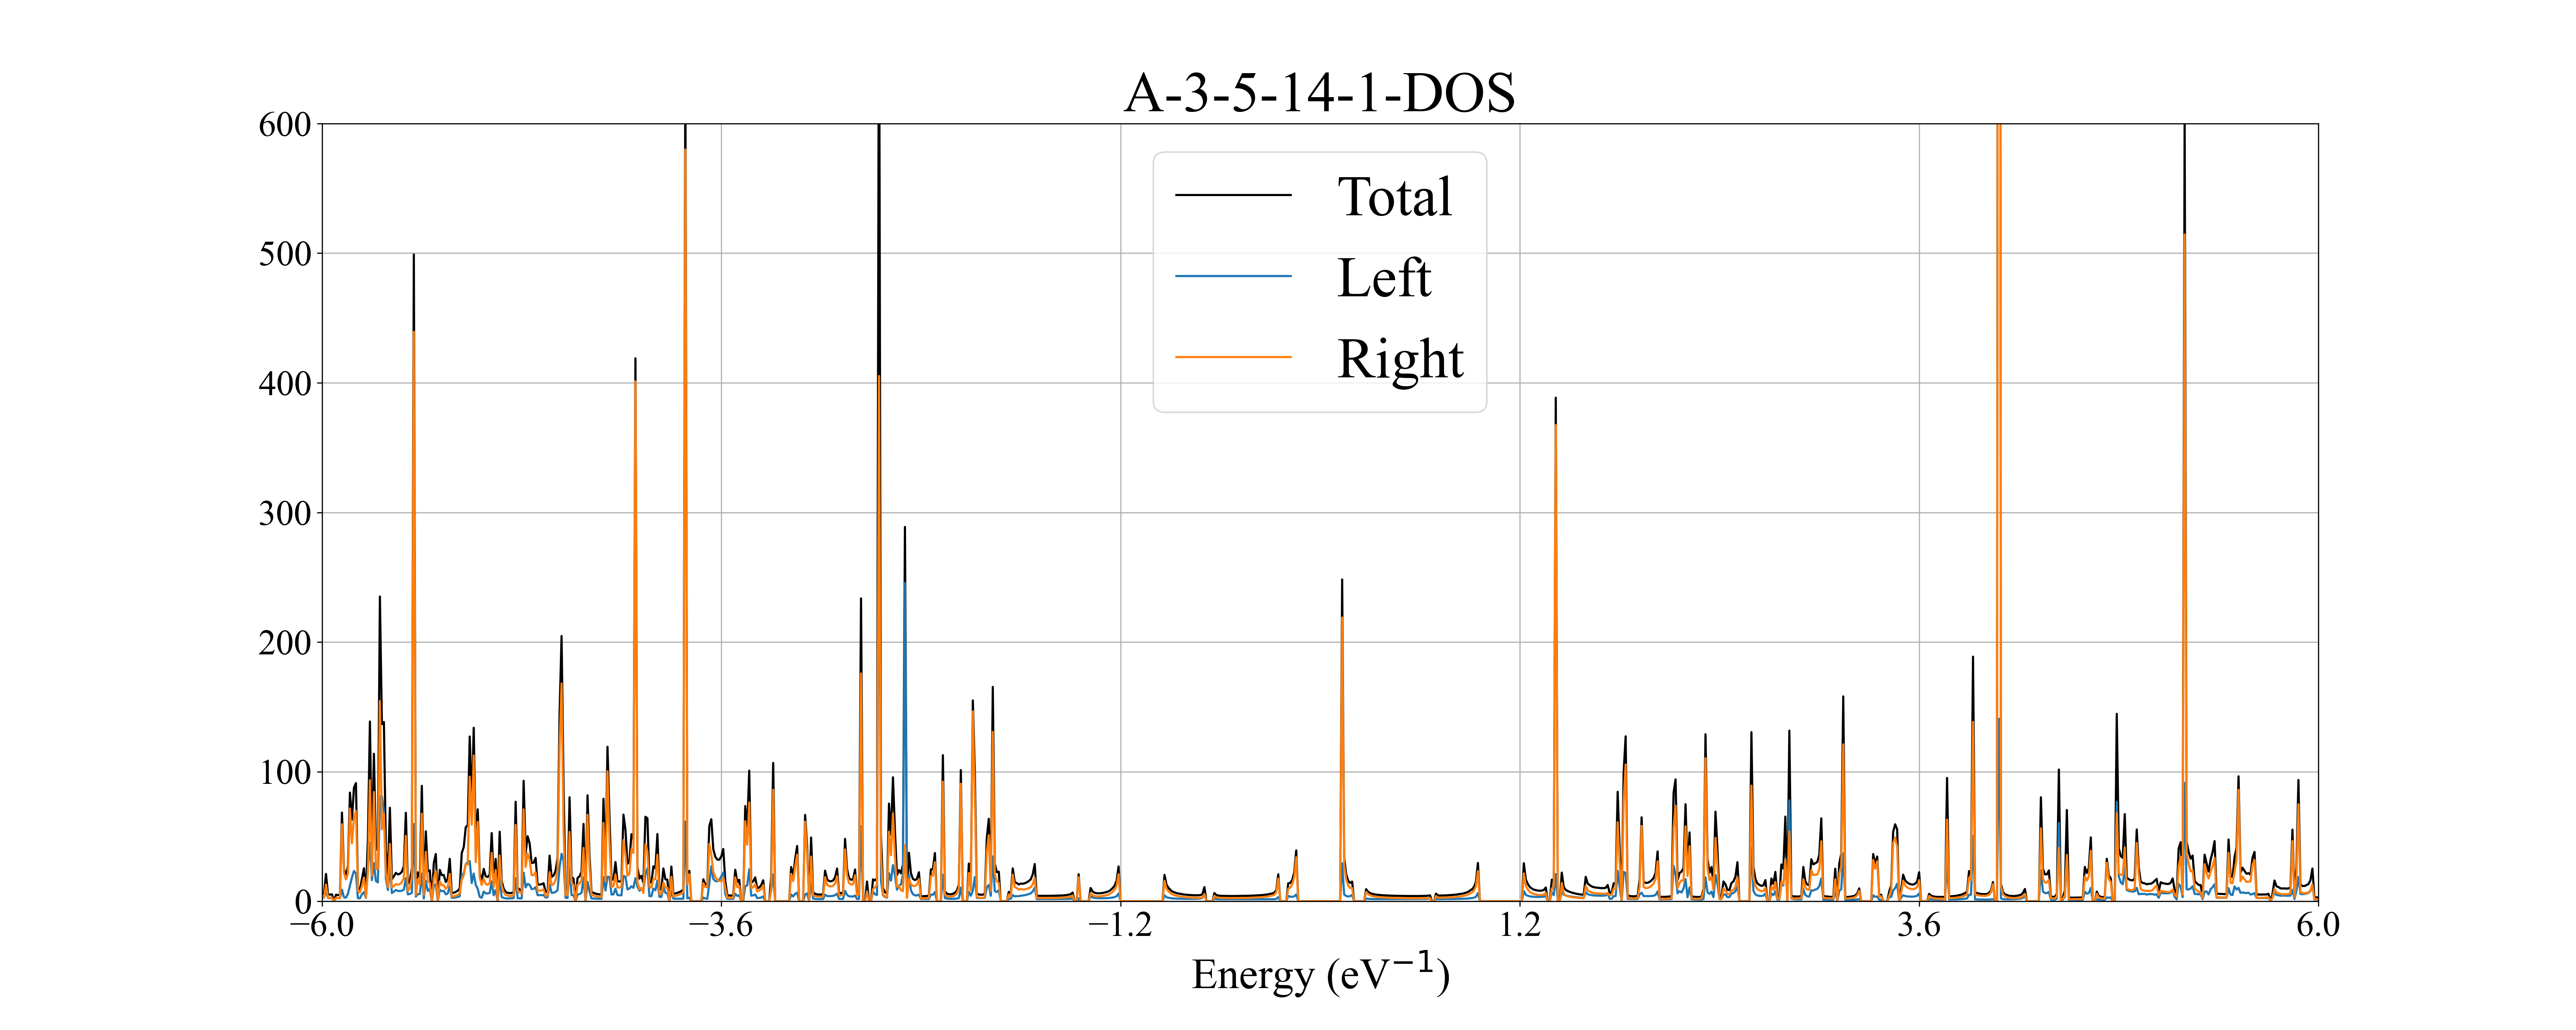 A-3-5-14-1-DOS
600
500
400
300
200
100
0
Total
Left
Right
−6.0 −3.6 −1.2 1.2 3.6 6.0
Energy (eV⁻¹)